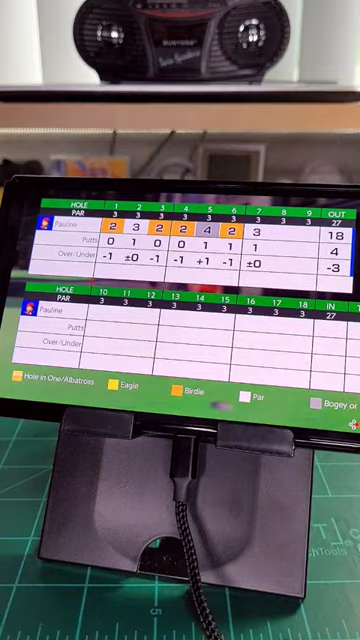 HOLE 1 2 3 4 5 6 7 8 9 OUT
PAR 3 3 3 3 3 3 3 3 3 27
Pauline 2 3 2 2 4 2 3 18
Putts 0 1 0 0 1 1 1 4
Over/Under -1 ±0 -1 -1 +1 -1 ±0 -3
HOLE 10 11 12 13 14 15 16 17 18 IN
PAR 3 3 3 3 3 3 3 3 3 27
Pauline
Putts
Over/Under
Hole in One/Albatross Eagle Birdie Par Bogey or
5